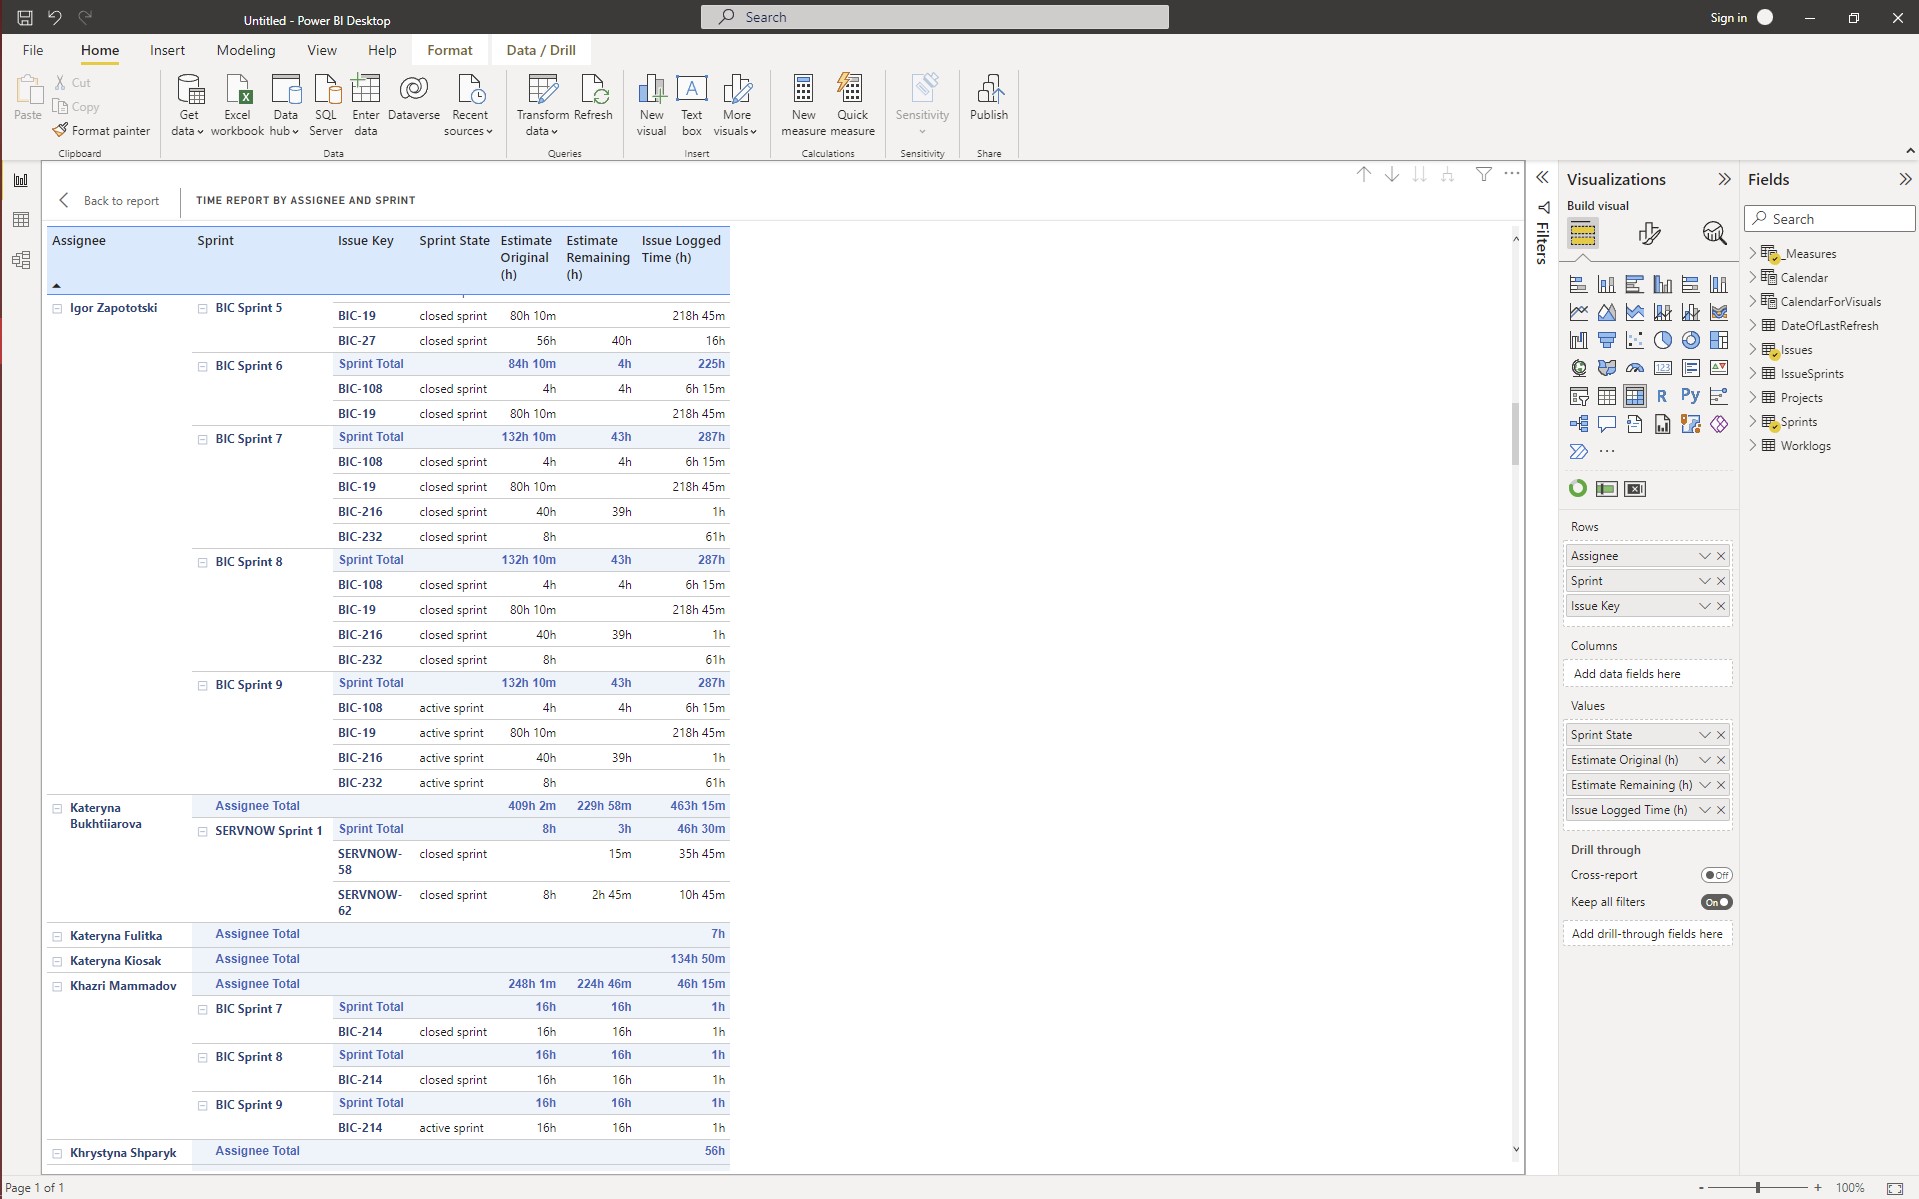 Untitled - Power BI Desktop
Search
Sign in
File
Home
Insert
Modeling
View
Help
Format
Data / Drill
Paste
Cut
Copy
Format painter
Clipboard
Get data
Excel workbook
Data hub
SQL Server
Enter data
Dataverse
Recent sources
Data
Transform data
Refresh
Queries
New visual
Text box
More visuals
Insert
New measure
Quick measure
Calculations
Sensitivity
Sensitivity
Publish
Share
Back to report
TIME REPORT BY ASSIGNEE AND SPRINT
Assignee Sprint Issue Key Sprint State Estimate Original (h) Estimate Remaining (h) Issue Logged Time (h)
Igor Zapototski BIC Sprint 5
BIC-19 closed sprint 80h 10m 218h 45m
BIC-27 closed sprint 56h 40h 16h
BIC Sprint 6 Sprint Total 84h 10m 4h 225h
BIC-108 closed sprint 4h 4h 6h 15m
BIC-19 closed sprint 80h 10m 218h 45m
BIC Sprint 7 Sprint Total 132h 10m 43h 287h
BIC-108 closed sprint 4h 4h 6h 15m
BIC-19 closed sprint 80h 10m 218h 45m
BIC-216 closed sprint 40h 39h 1h
BIC-232 closed sprint 8h 61h
BIC Sprint 8 Sprint Total 132h 10m 43h 287h
BIC-108 closed sprint 4h 4h 6h 15m
BIC-19 closed sprint 80h 10m 218h 45m
BIC-216 closed sprint 40h 39h 1h
BIC-232 closed sprint 8h 61h
BIC Sprint 9 Sprint Total 132h 10m 43h 287h
BIC-108 active sprint 4h 4h 6h 15m
BIC-19 active sprint 80h 10m 218h 45m
BIC-216 active sprint 40h 39h 1h
BIC-232 active sprint 8h 61h
Kateryna Bukhtiiarova Assignee Total 409h 2m 229h 58m 463h 15m
SERVNOW Sprint 1 Sprint Total 8h 3h 46h 30m
SERVNOW-58 closed sprint 15m 35h 45m
SERVNOW-62 closed sprint 8h 2h 45m 10h 45m
Kateryna Fulitka Assignee Total 7h
Kateryna Kiosak Assignee Total 134h 50m
Khazri Mammadov Assignee Total 248h 1m 224h 46m 46h 15m
BIC Sprint 7 Sprint Total 16h 16h 1h
BIC-214 closed sprint 16h 16h 1h
BIC Sprint 8 Sprint Total 16h 16h 1h
BIC-214 closed sprint 16h 16h 1h
BIC Sprint 9 Sprint Total 16h 16h 1h
BIC-214 active sprint 16h 16h 1h
Khrystyna Shparyk Assignee Total 56h
Filters
Visualizations
Build visual
123
R
Py
Rows
Assignee
Sprint
Issue Key
Columns
Add data fields here
Values
Sprint State
Estimate Original (h)
Estimate Remaining (h)
Issue Logged Time (h)
Drill through
Cross-report Off
Keep all filters On
Add drill-through fields here
Fields
Search
_Measures
Calendar
CalendarForVisuals
DateOfLastRefresh
Issues
IssueSprints
Projects
Sprints
Worklogs
Page 1 of 1
- + 100%